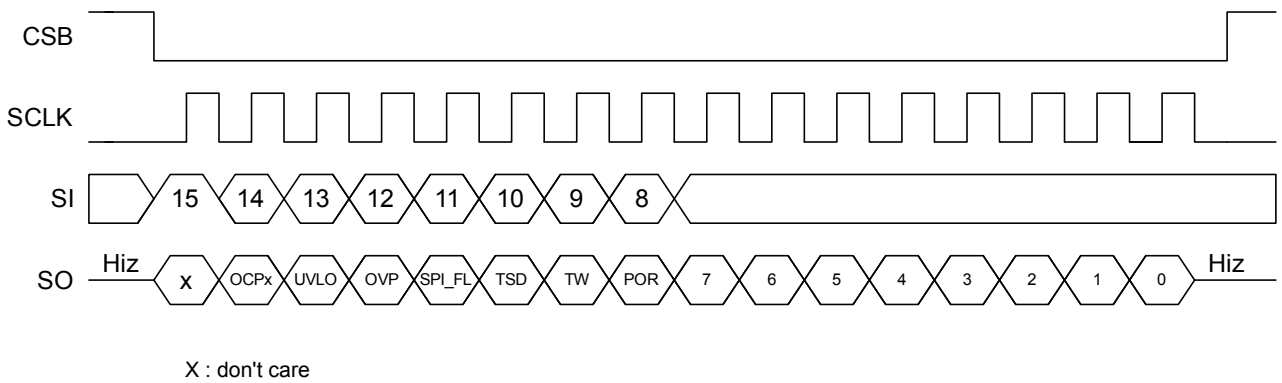 CSB
SCLK
SI 15 14 13 12 11 10 9 8
Hiz Hiz
SO x OCPx UVLO OVP SPI_FL TSD TW POR 7 6 5 4 3 2 1 0
X : don't care